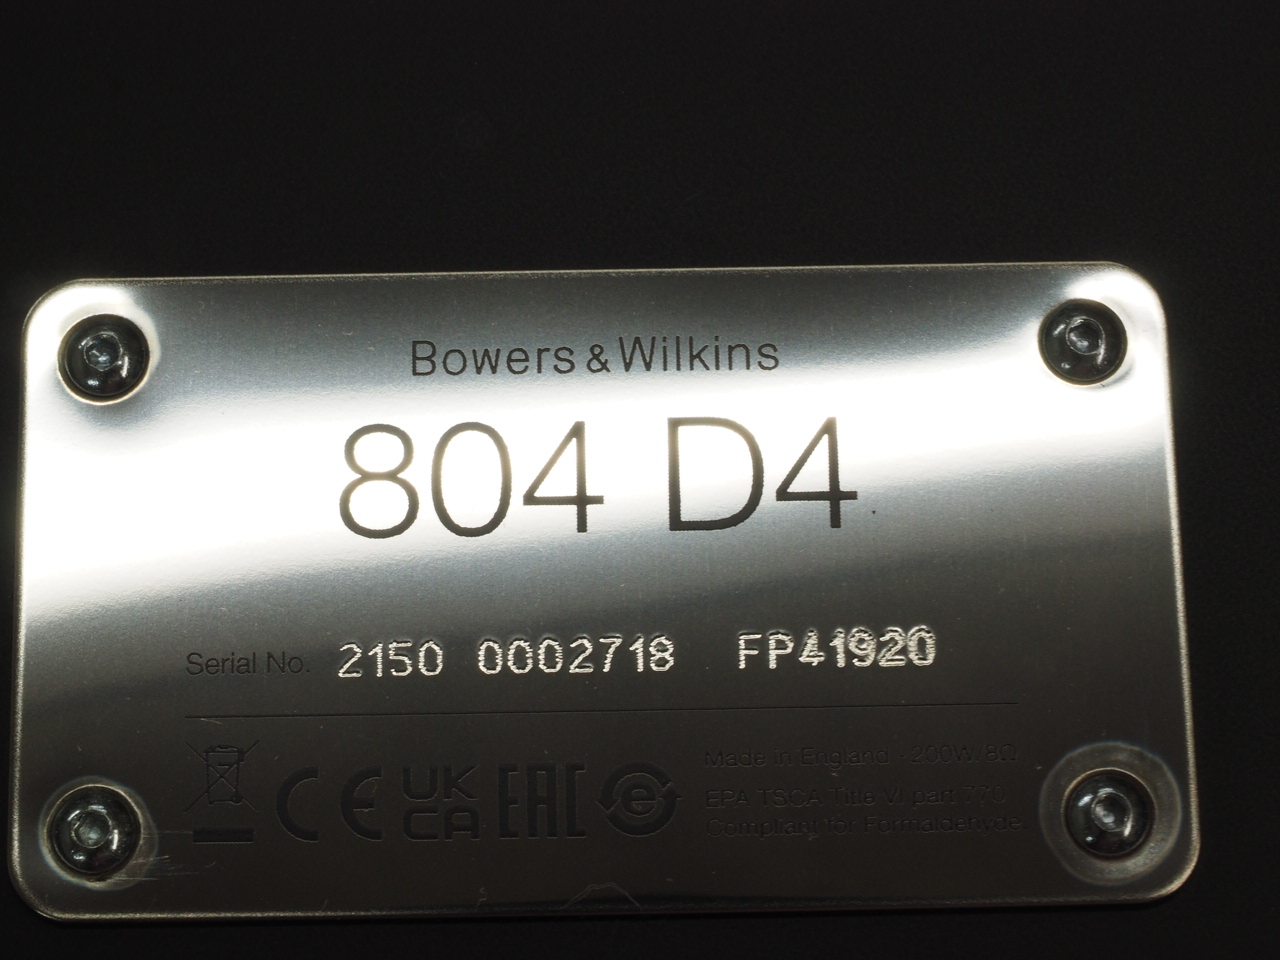 Bowers & Wilkins
804 D4
Serial No. 2150 0002718 FP41920
CE UK CA EAC e
Made in England · 200W/8Ω
EPA TSCA Title VI part 770
Compliant for Formaldehyde